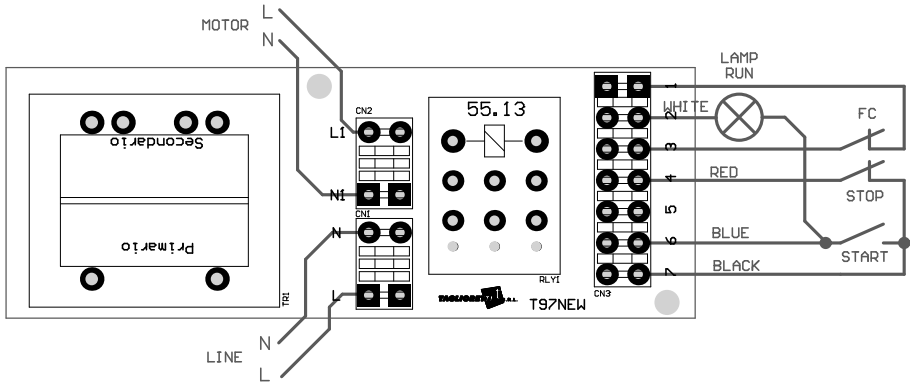 MOTOR
L
N
LAMP
RUN
CN2
L1
N1
CN1
N
L
Secondario
Primario
TR1
55.13
RLY1
TAGLIORETTI S.R.L.
T97NEW
CN3
1
2
3
4
5
6
7
WHITE
FC
RED
STOP
BLUE
START
BLACK
LINE
N
L